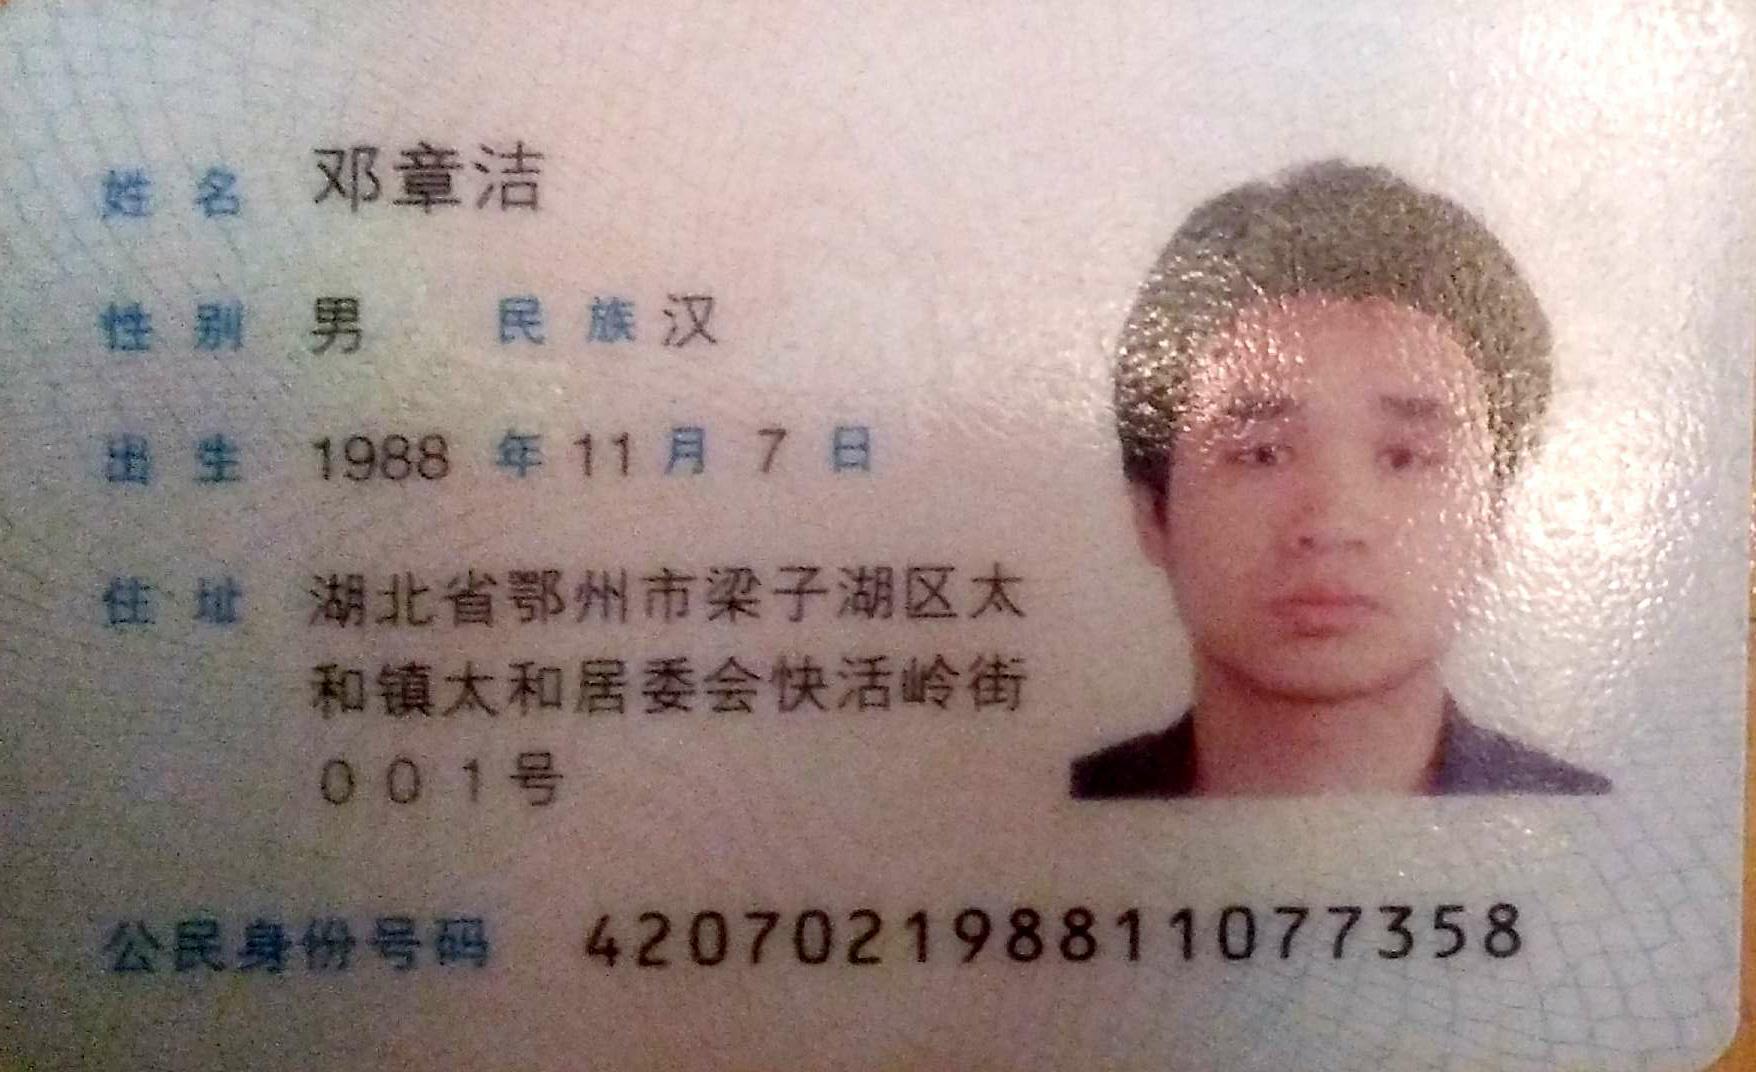 姓名 邓章洁
性别 男 民族 汉
出生 1988 年 11 月 7 日
住址 湖北省鄂州市梁子湖区太
和镇太和居委会快活岭街
001号
公民身份号码 420702198811077358